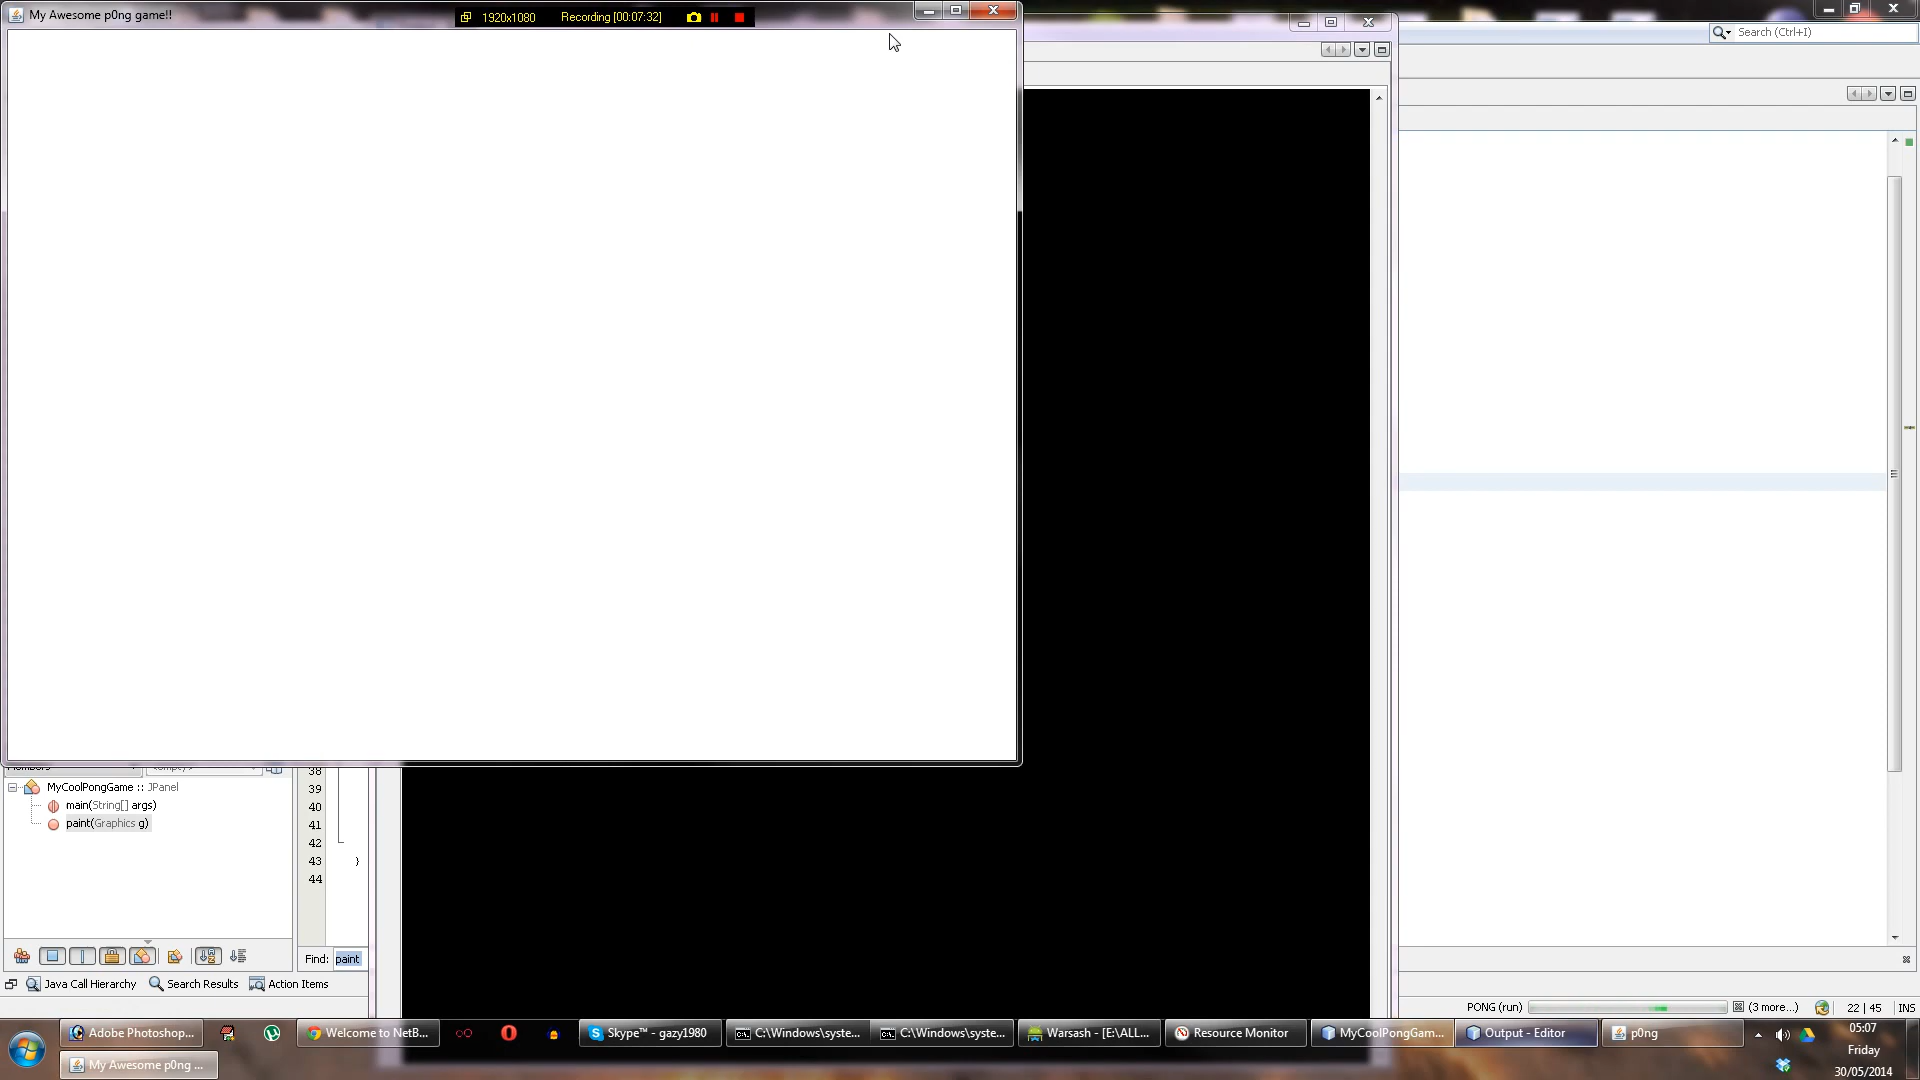 My Awesome p0ng game!!
1920x1080 Recording [00:07:32]
Search (Ctrl+I)
38
MyCoolPongGame :: JPanel
39
main(String[] args)
40
paint(Graphics g)
41
42
43 }
44
Find: paint
Java Call Hierarchy Search Results Action Items
PONG (run) (3 more...) 22 | 45 INS
Adobe Photoshop... Welcome to NetB... Skype™ - gazy1980 C:\Windows\syste... C:\Windows\syste... Warsash - [E:\ALL... Resource Monitor MyCoolPongGam... Output - Editor p0ng
My Awesome p0ng ...
05:07
Friday
30/05/2014